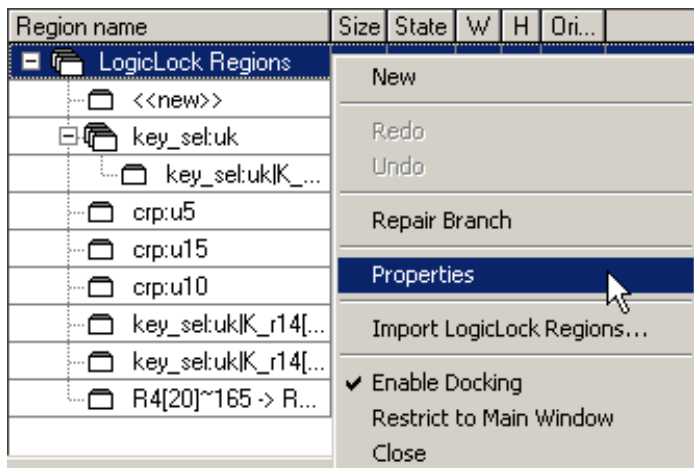 Region name Size State W H Ori...
LogicLock Regions
<<new>>
key_sel:uk
key_sel:uk|K_...
crp:u5
crp:u15
crp:u10
key_sel:uk|K_r14[...
key_sel:uk|K_r14[...
R4[20]~165 -> R...
New
Redo
Undo
Repair Branch
Properties
Import LogicLock Regions...
Enable Docking
Restrict to Main Window
Close